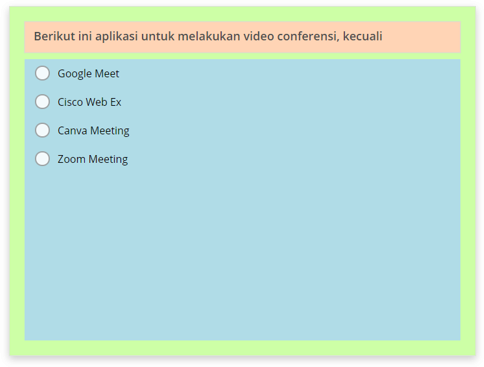 Berikut ini aplikasi untuk melakukan video conferensi, kecuali
Google Meet
Cisco Web Ex
Canva Meeting
Zoom Meeting